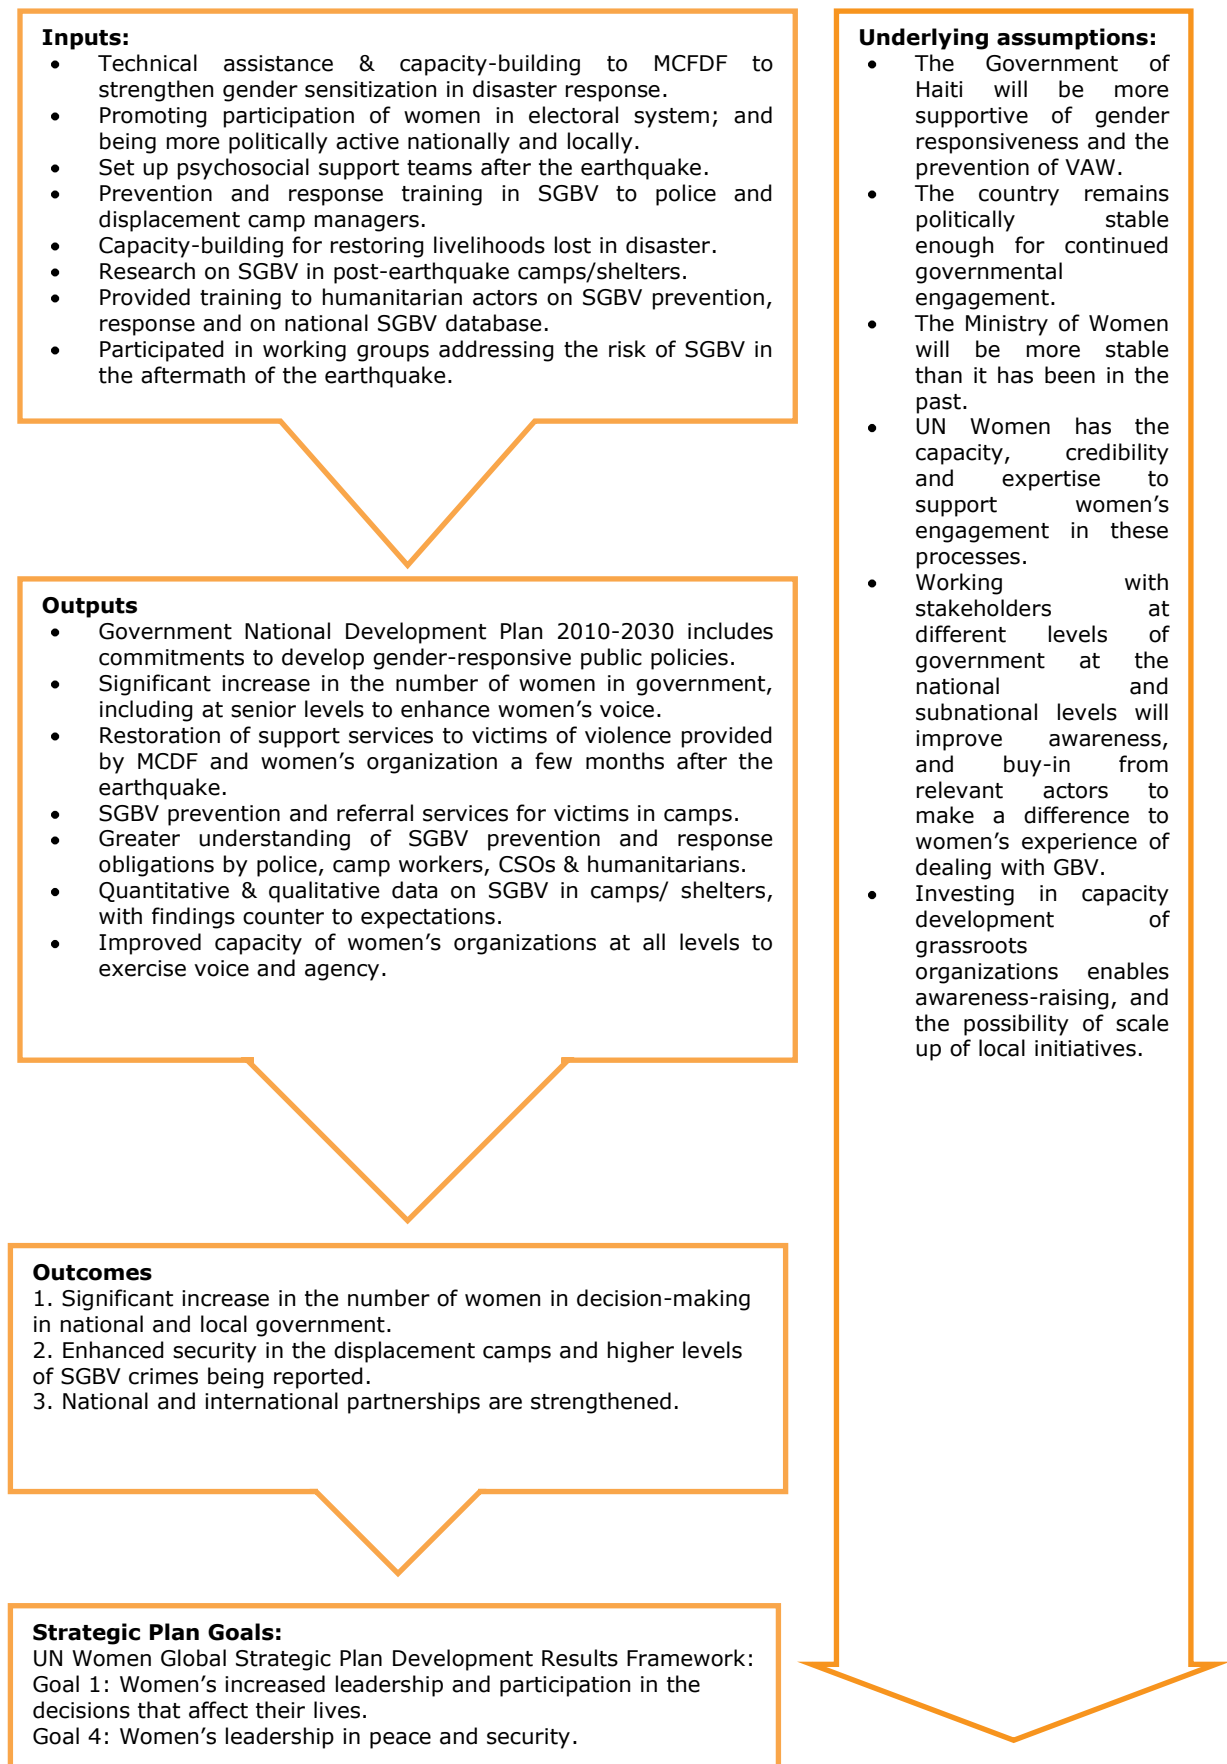 Inputs:
• Technical assistance & capacity-building to MCFDF to
strengthen gender sensitization in disaster response.
• Promoting participation of women in electoral system; and
being more politically active nationally and locally.
• Set up psychosocial support teams after the earthquake.
• Prevention and response training in SGBV to police and
displacement camp managers.
• Capacity-building for restoring livelihoods lost in disaster.
• Research on SGBV in post-earthquake camps/shelters.
• Provided training to humanitarian actors on SGBV prevention,
response and on national SGBV database.
• Participated in working groups addressing the risk of SGBV in
the aftermath of the earthquake.
Outputs
• Government National Development Plan 2010-2030 includes
commitments to develop gender-responsive public policies.
• Significant increase in the number of women in government,
including at senior levels to enhance women's voice.
• Restoration of support services to victims of violence provided
by MCDF and women's organization a few months after the
earthquake.
• SGBV prevention and referral services for victims in camps.
• Greater understanding of SGBV prevention and response
obligations by police, camp workers, CSOs & humanitarians.
• Quantitative & qualitative data on SGBV in camps/ shelters,
with findings counter to expectations.
• Improved capacity of women's organizations at all levels to
exercise voice and agency.
Outcomes
1. Significant increase in the number of women in decision-making
in national and local government.
2. Enhanced security in the displacement camps and higher levels
of SGBV crimes being reported.
3. National and international partnerships are strengthened.
Strategic Plan Goals:
UN Women Global Strategic Plan Development Results Framework:
Goal 1: Women's increased leadership and participation in the
decisions that affect their lives.
Goal 4: Women's leadership in peace and security.
Underlying assumptions:
• The Government of
Haiti will be more
supportive of gender
responsiveness and the
prevention of VAW.
• The country remains
politically stable
enough for continued
governmental
engagement.
• The Ministry of Women
will be more stable
than it has been in the
past.
• UN Women has the
capacity, credibility
and expertise to
support women's
engagement in these
processes.
• Working with
stakeholders at
different levels of
government at the
national and
subnational levels will
improve awareness,
and buy-in from
relevant actors to
make a difference to
women's experience of
dealing with GBV.
• Investing in capacity
development of
grassroots
organizations enables
awareness-raising, and
the possibility of scale
up of local initiatives.